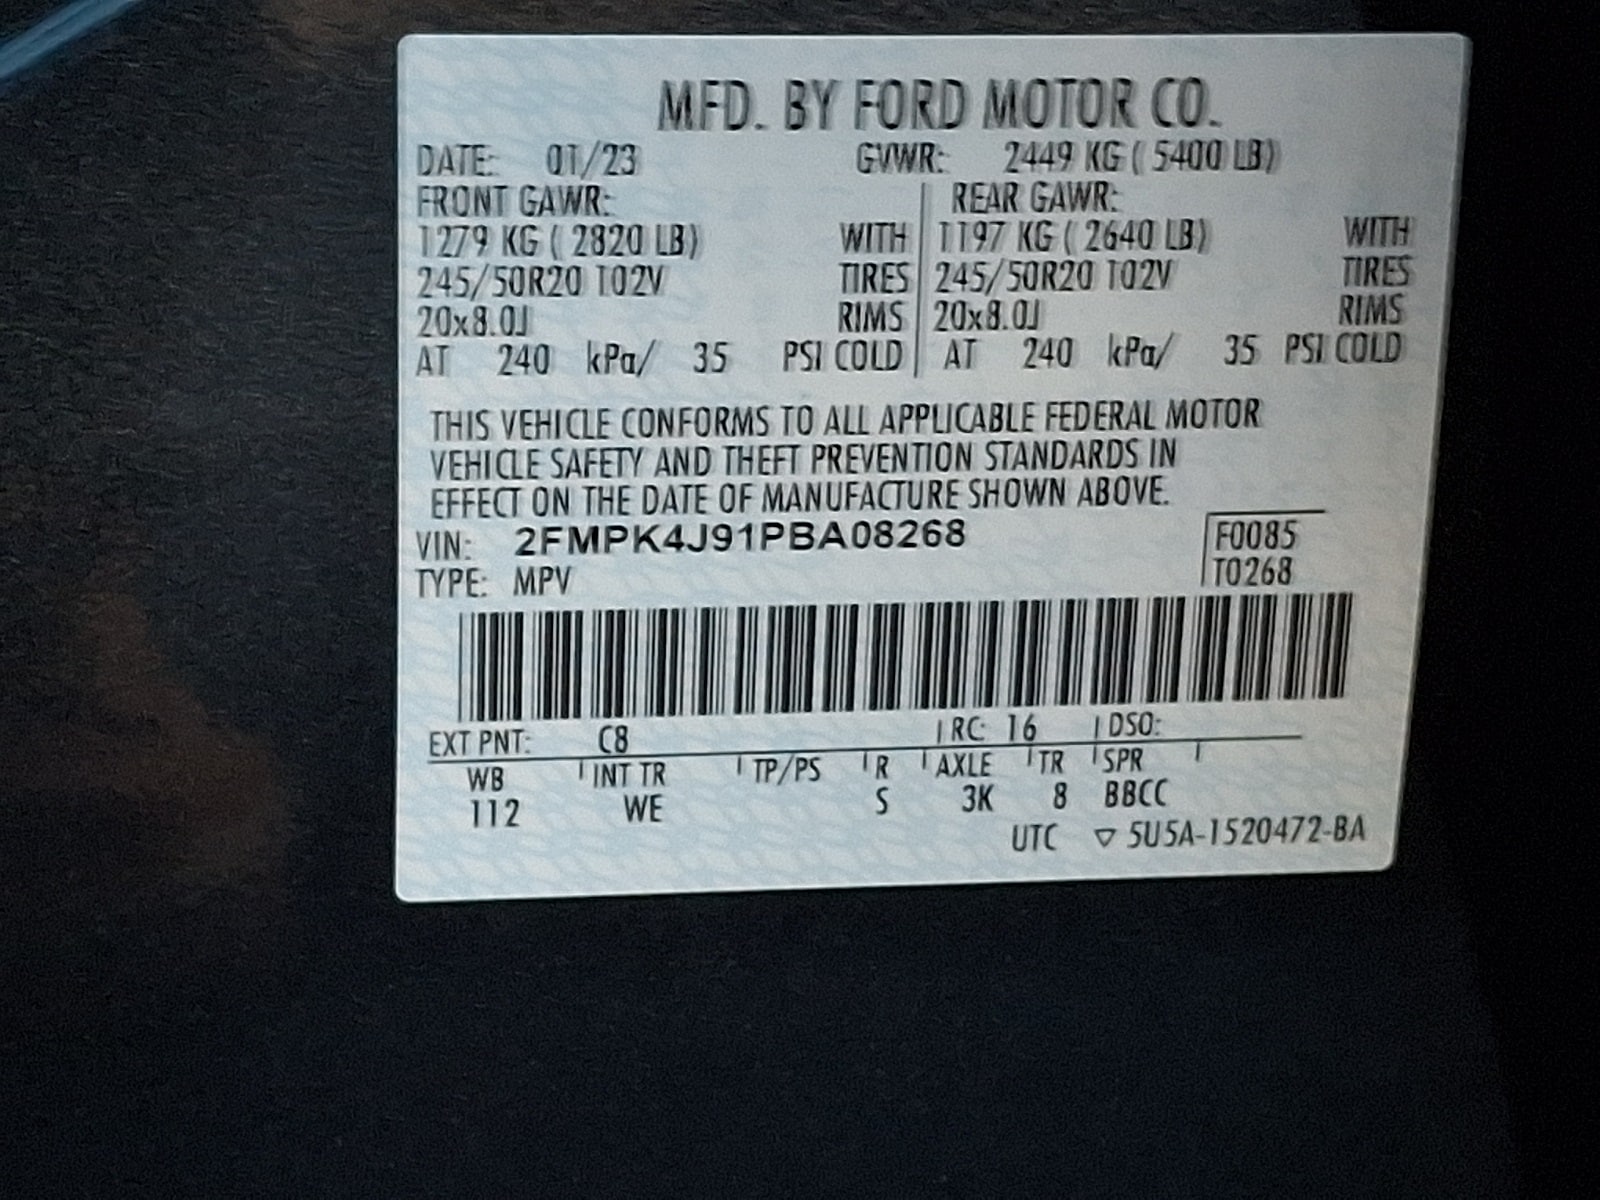 MFD. BY FORD MOTOR CO.
DATE: 01/23 GVWR: 2449 KG ( 5400 LB)
FRONT GAWR: REAR GAWR:
1279 KG ( 2820 LB) WITH 1197 KG ( 2640 LB) WITH
245/50R20 102V TIRES 245/50R20 102V TIRES
20x8.0J RIMS 20x8.0J RIMS
AT 240 kPa/ 35 PSI COLD AT 240 kPa/ 35 PSI COLD
THIS VEHICLE CONFORMS TO ALL APPLICABLE FEDERAL MOTOR
VEHICLE SAFETY AND THEFT PREVENTION STANDARDS IN
EFFECT ON THE DATE OF MANUFACTURE SHOWN ABOVE.
VIN: 2FMPK4J91PBA08268 F0085
TYPE: MPV T0268
EXT PNT: C8 RC: 16 DSO:
WB INT TR TP/PS R AXLE TR SPR
112 WE S 3K 8 BBCC
UTC ▽ 5U5A-1520472-BA